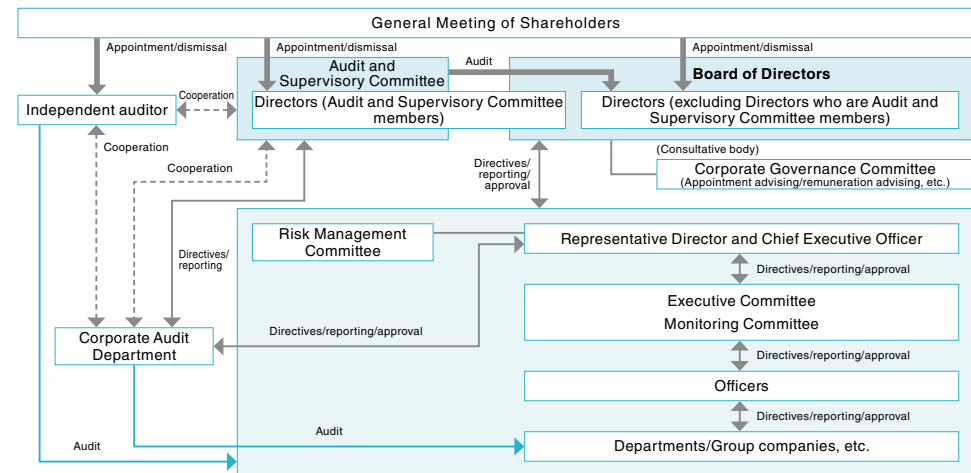 General Meeting of Shareholders
Appointment/dismissal
Appointment/dismissal
Appointment/dismissal
Audit and
Supervisory Committee
Audit
Board of Directors
Independent auditor
Cooperation
Directors (Audit and Supervisory Committee
members)
Directors (excluding Directors who are Audit and
Supervisory Committee members)
Cooperation
Cooperation
Directives/
reporting/
approval
(Consultative body)
Corporate Governance Committee
(Appointment advising/remuneration advising, etc.)
Directives/
reporting
Risk Management
Committee
Representative Director and Chief Executive Officer
Directives/reporting/approval
Executive Committee
Monitoring Committee
Corporate Audit
Department
Directives/reporting/approval
Directives/reporting/approval
Officers
Directives/reporting/approval
Audit
Audit
Departments/Group companies, etc.